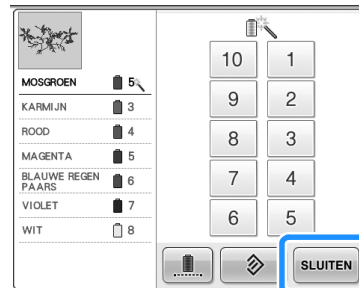 MOSGROEN 5
KARMIJN 3
ROOD 4
MAGENTA 5
BLAUWE REGEN
PAARS 6
VIOLET 7
WIT 8
10 1
9 2
8 3
7 4
6 5
SLUITEN